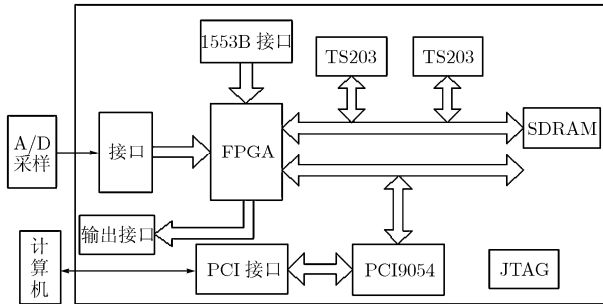 1553B 接口
TS203
TS203
A/D
采样
接口
FPGA
SDRAM
输出接口
计
算
机
PCI 接口
PCI9054
JTAG